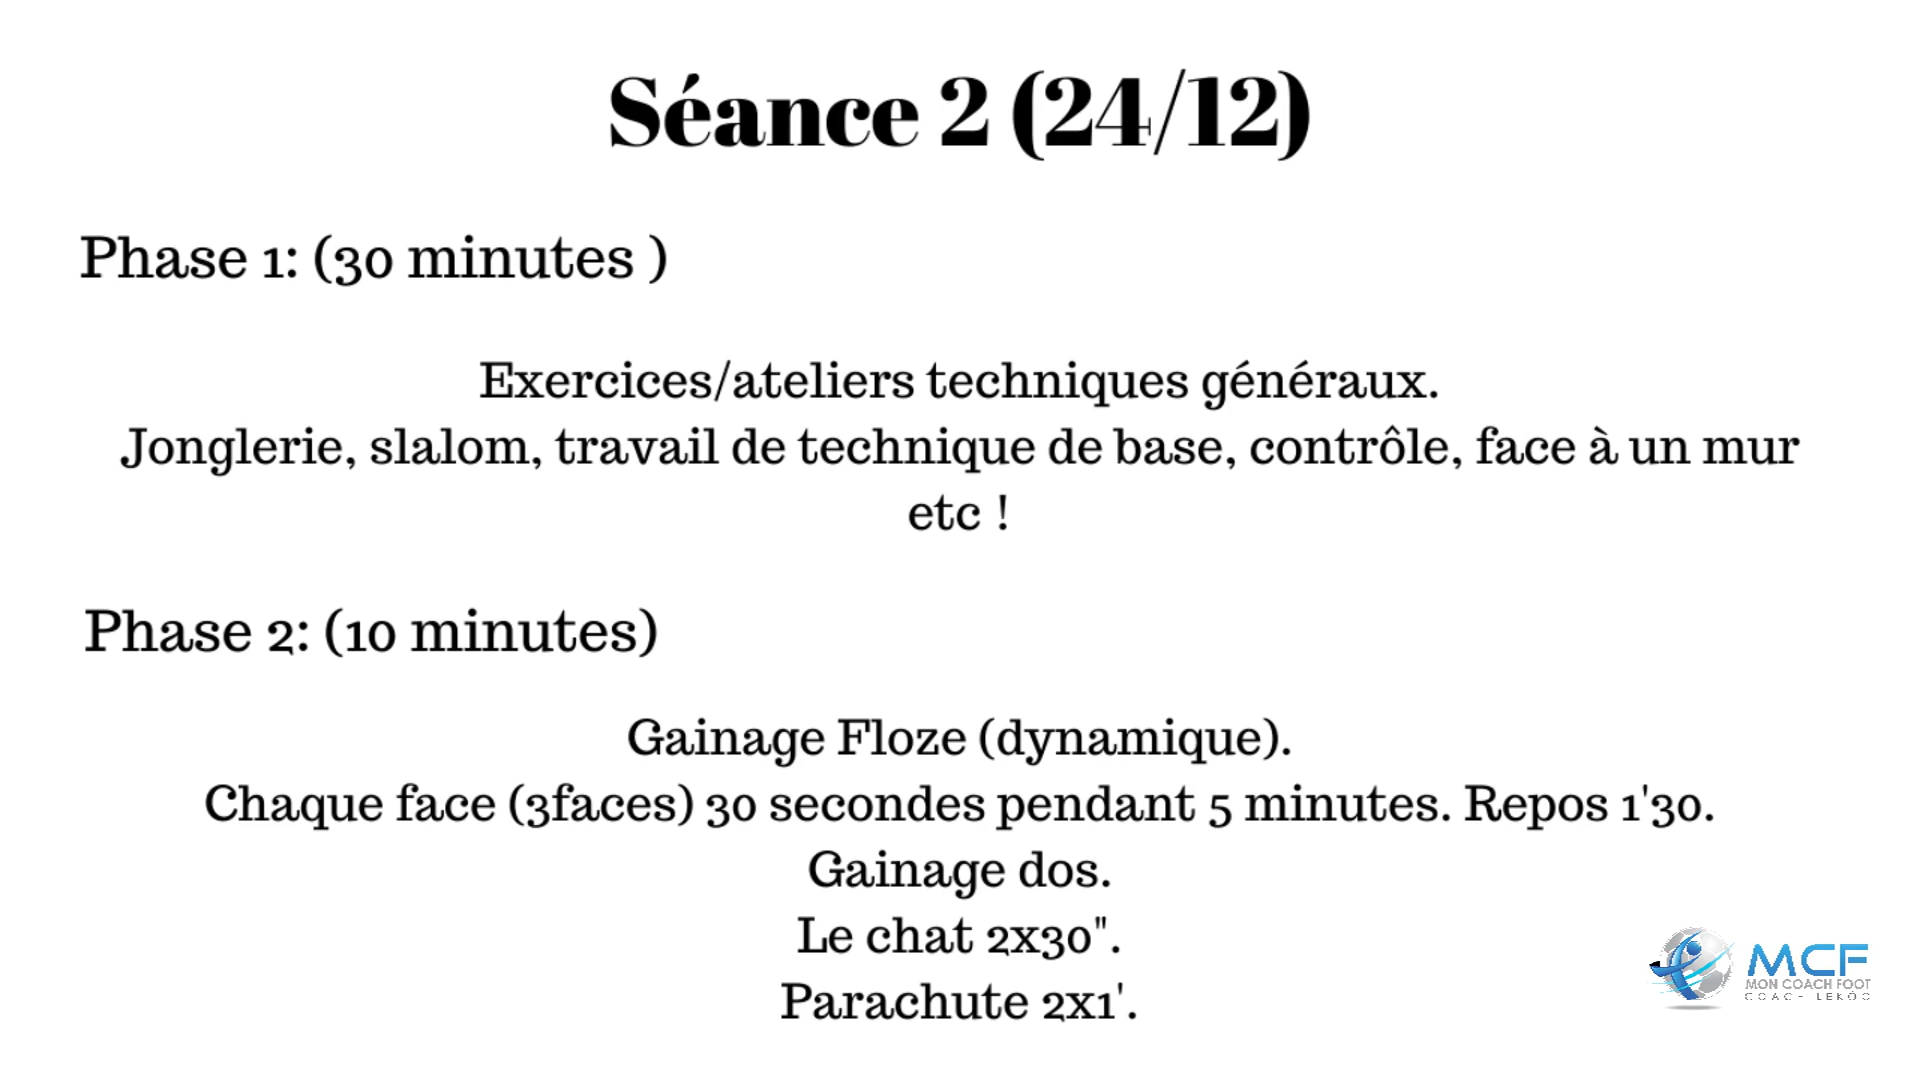 Séance 2 (24/12)
Phase 1: (30 minutes )
Exercices/ateliers techniques généraux.
Jonglerie, slalom, travail de technique de base, contrôle, face à un mur
etc !
Phase 2: (10 minutes)
Gainage Floze (dynamique).
Chaque face (3faces) 30 secondes pendant 5 minutes. Repos 1'30.
Gainage dos.
Le chat 2x30".
Parachute 2x1'.
MCF
MON COACH FOOT
COACH LEKÓO